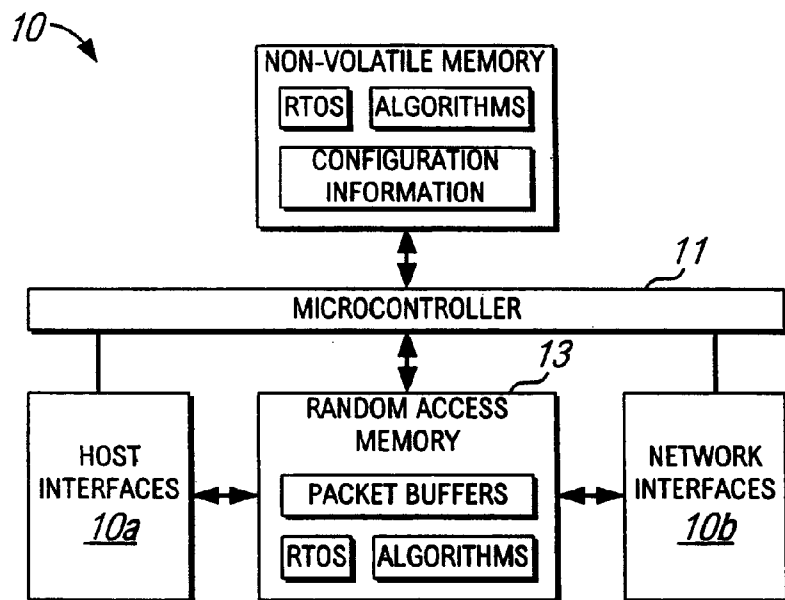 10
NON-VOLATILE MEMORY
RTOS
ALGORITHMS
CONFIGURATION
INFORMATION
11
MICROCONTROLLER
13
HOST
INTERFACES
10a
RANDOM ACCESS
MEMORY
PACKET BUFFERS
RTOS
ALGORITHMS
NETWORK
INTERFACES
10b